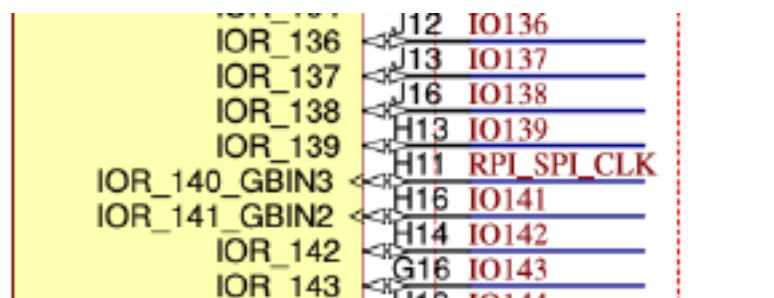 IOR_136 J12 IO136
IOR_137 J13 IO137
IOR_138 J16 IO138
IOR_139 H13 IO139
IOR_140_GBIN3 H11 RPI_SPI_CLK
IOR_141_GBIN2 H16 IO141
IOR_142 H14 IO142
IOR_143 G16 IO143